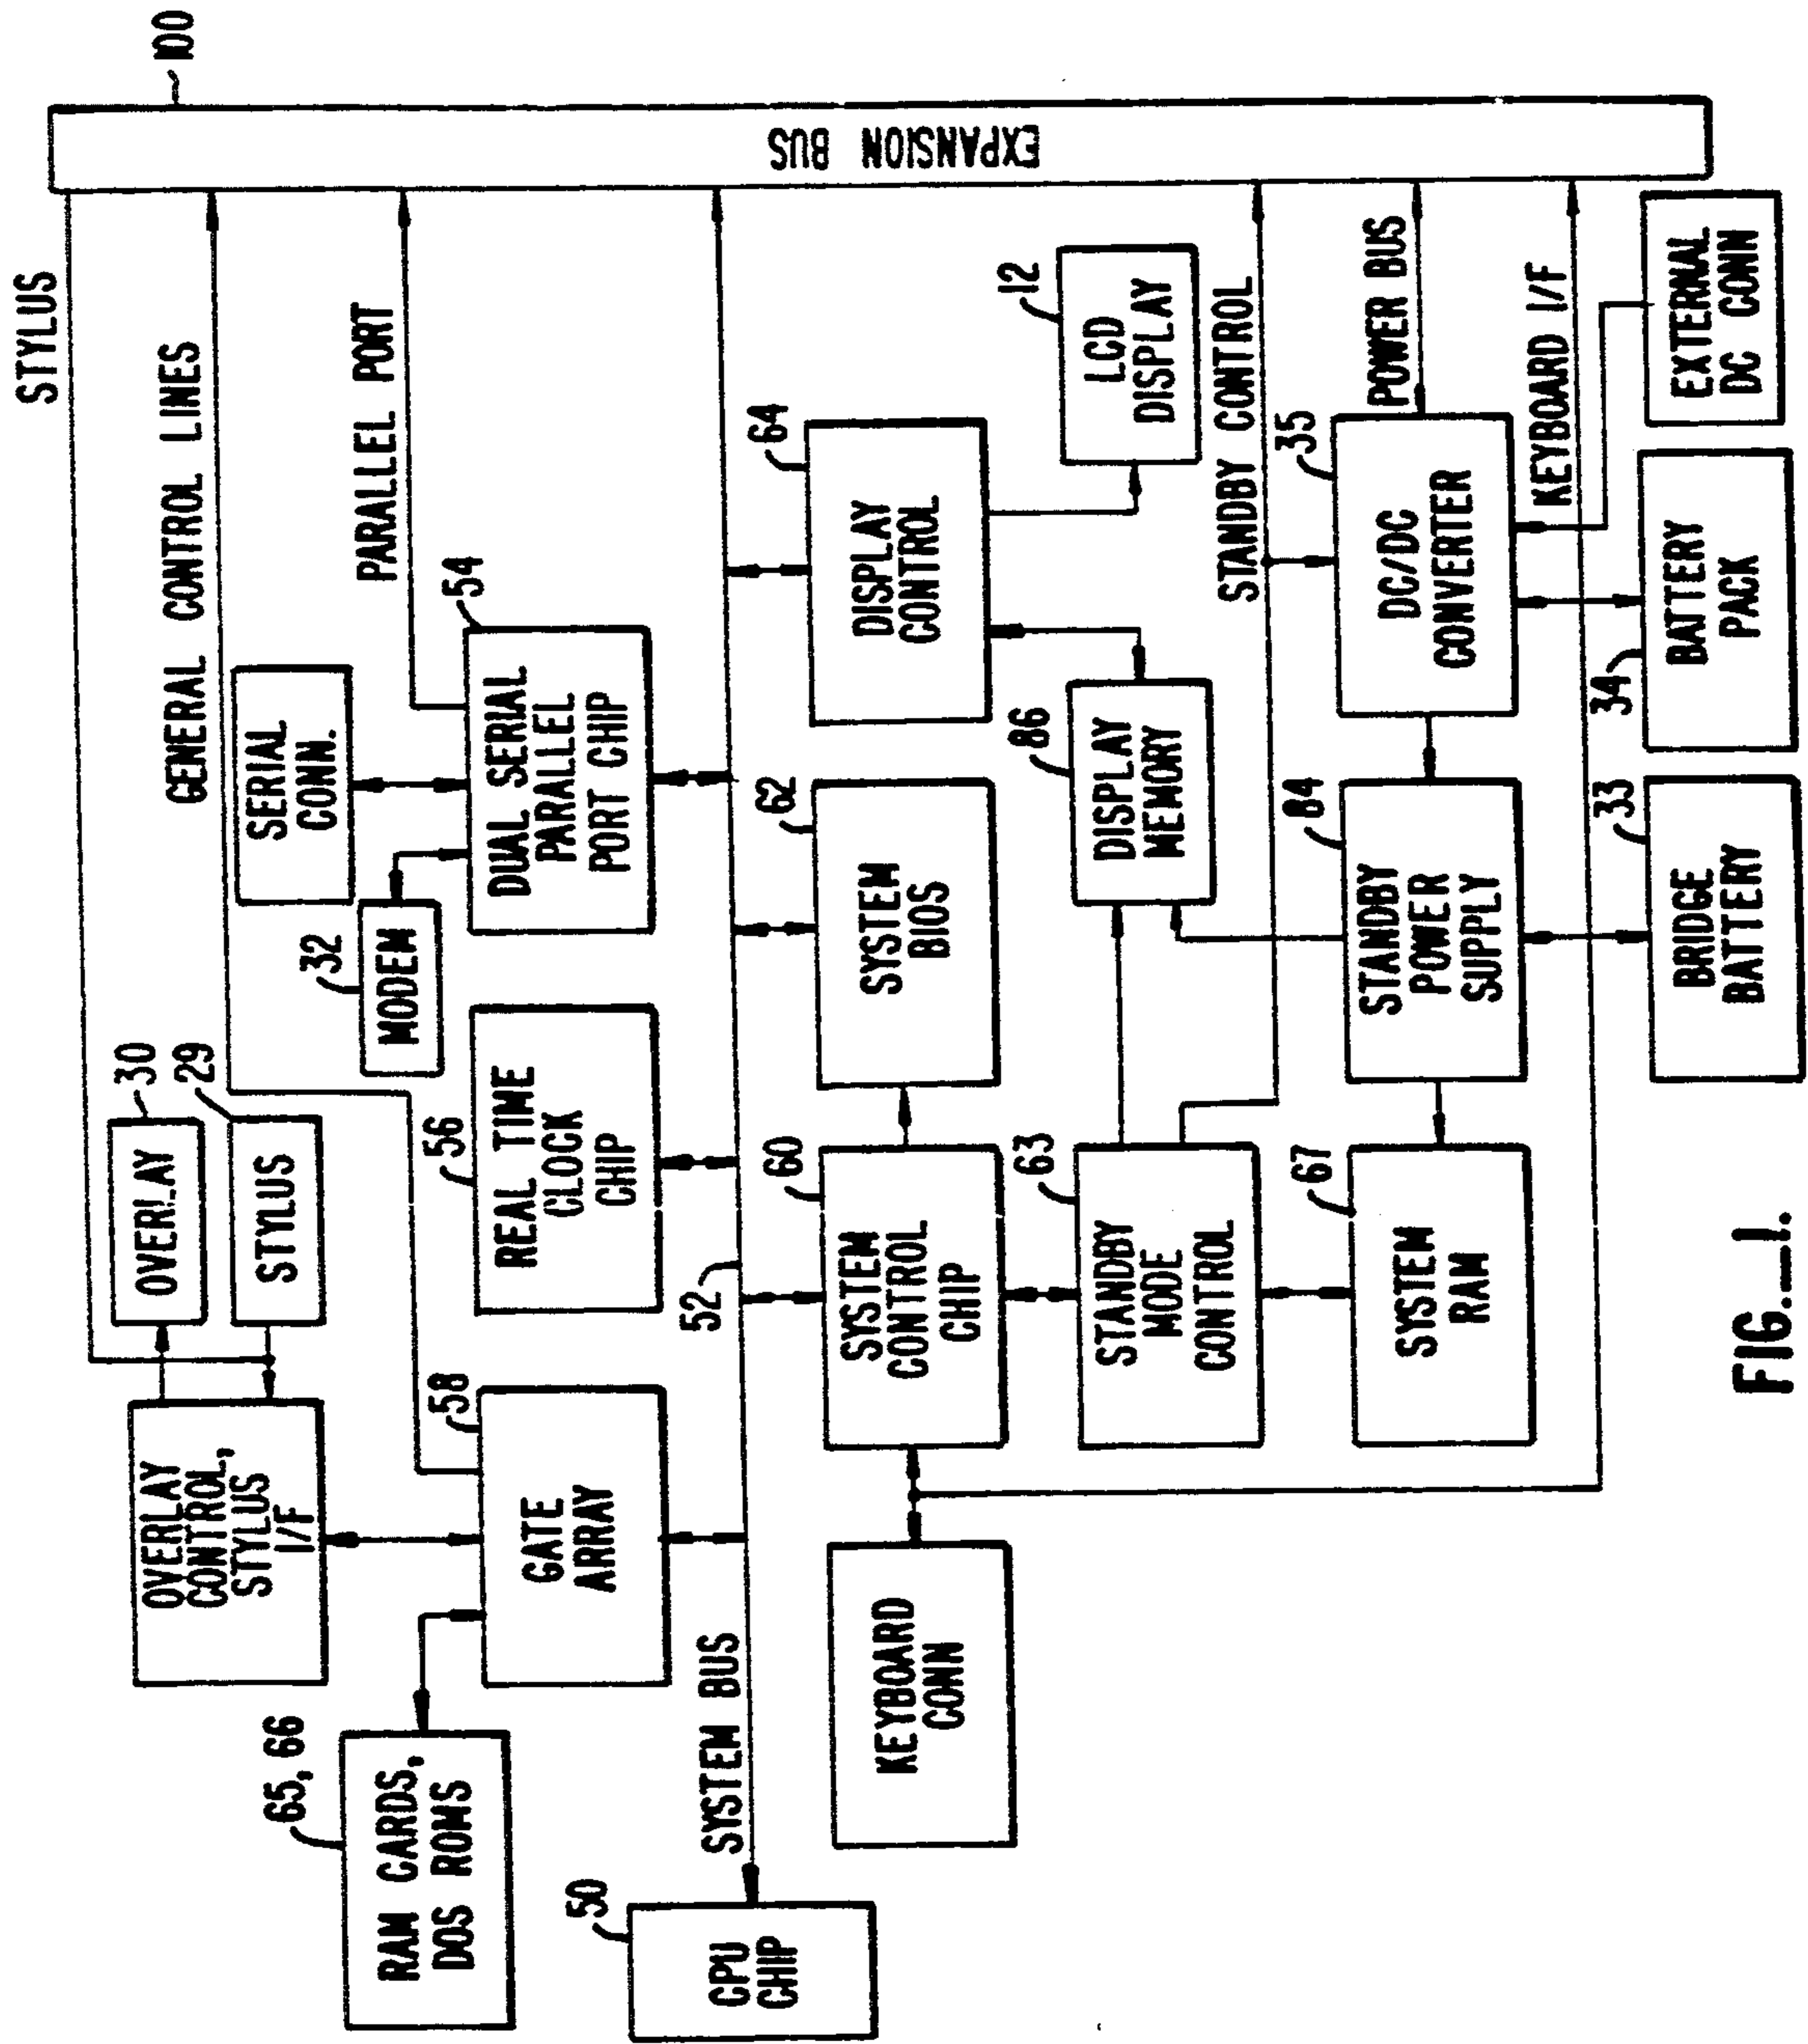 STYLUS
GENERAL CONTROL LINES
PARALLEL PORT
100
EXPANSION BUS
OVERLAY
CONTROL,
STYLUS
I/F
30
OVERLAY
29
STYLUS
65, 66
RAM CARDS,
DOS ROMS
58
GATE
ARRAY
56
REAL TIME
CLOCK
CHIP
32
MODEM
SERIAL
CONN.
54
DUAL SERIAL
PARALLEL
PORT CHIP
50
CPU
CHIP
SYSTEM BUS
52
KEYBOARD
CONN
60
SYSTEM
CONTROL
CHIP
62
SYSTEM
BIOS
64
DISPLAY
CONTROL
12
LCD
DISPLAY
63
STANDBY
MODE
CONTROL
86
DISPLAY
MEMORY
STANDBY CONTROL
67
SYSTEM
RAM
84
STANDBY
POWER
SUPPLY
35
DC/DC
CONVERTER
POWER BUS
KEYBOARD I/F
33
BRIDGE
BATTERY
34
BATTERY
PACK
EXTERNAL
DC CONN
FIG._1.